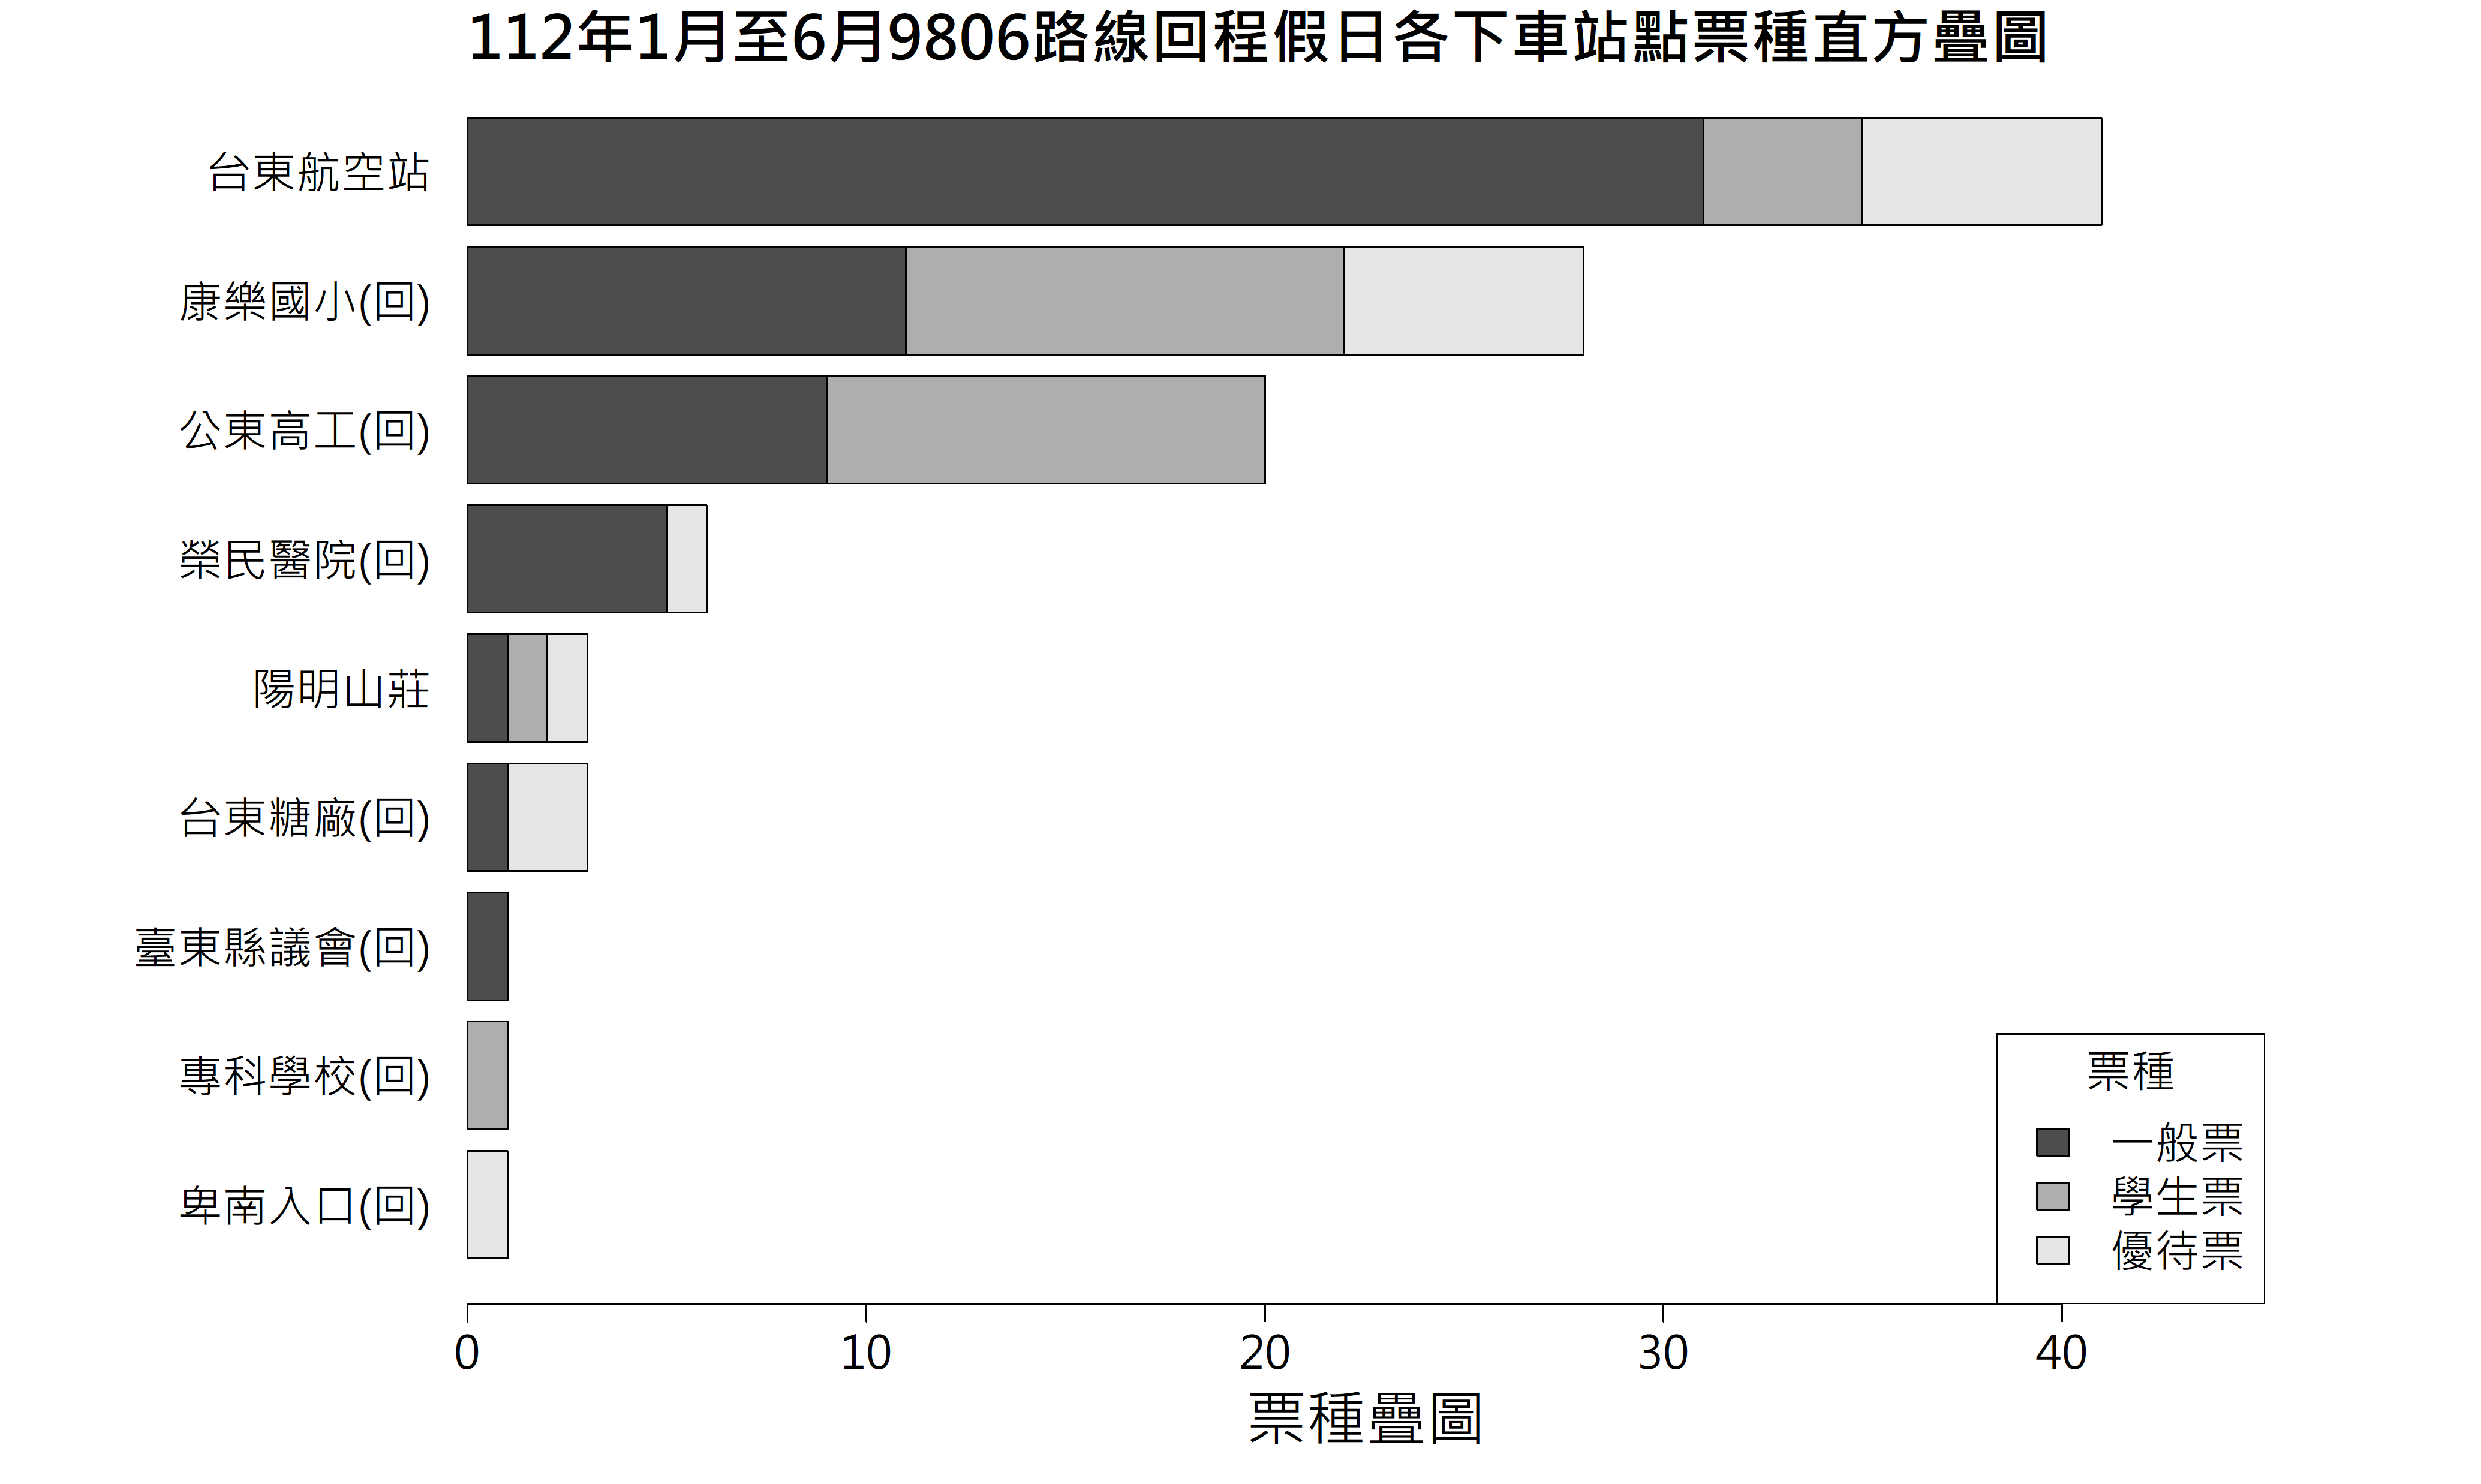 112年1月至6月9806路線回程假日各下車站點票種直方疊圖
台東航空站
康樂國小(回)
公東高工(回)
榮民醫院(回)
陽明山莊
台東糖廠(回)
臺東縣議會(回)
專科學校(回)
卑南入口(回)
票種
一般票
學生票
優待票
0 10 20 30 40
票種疊圖